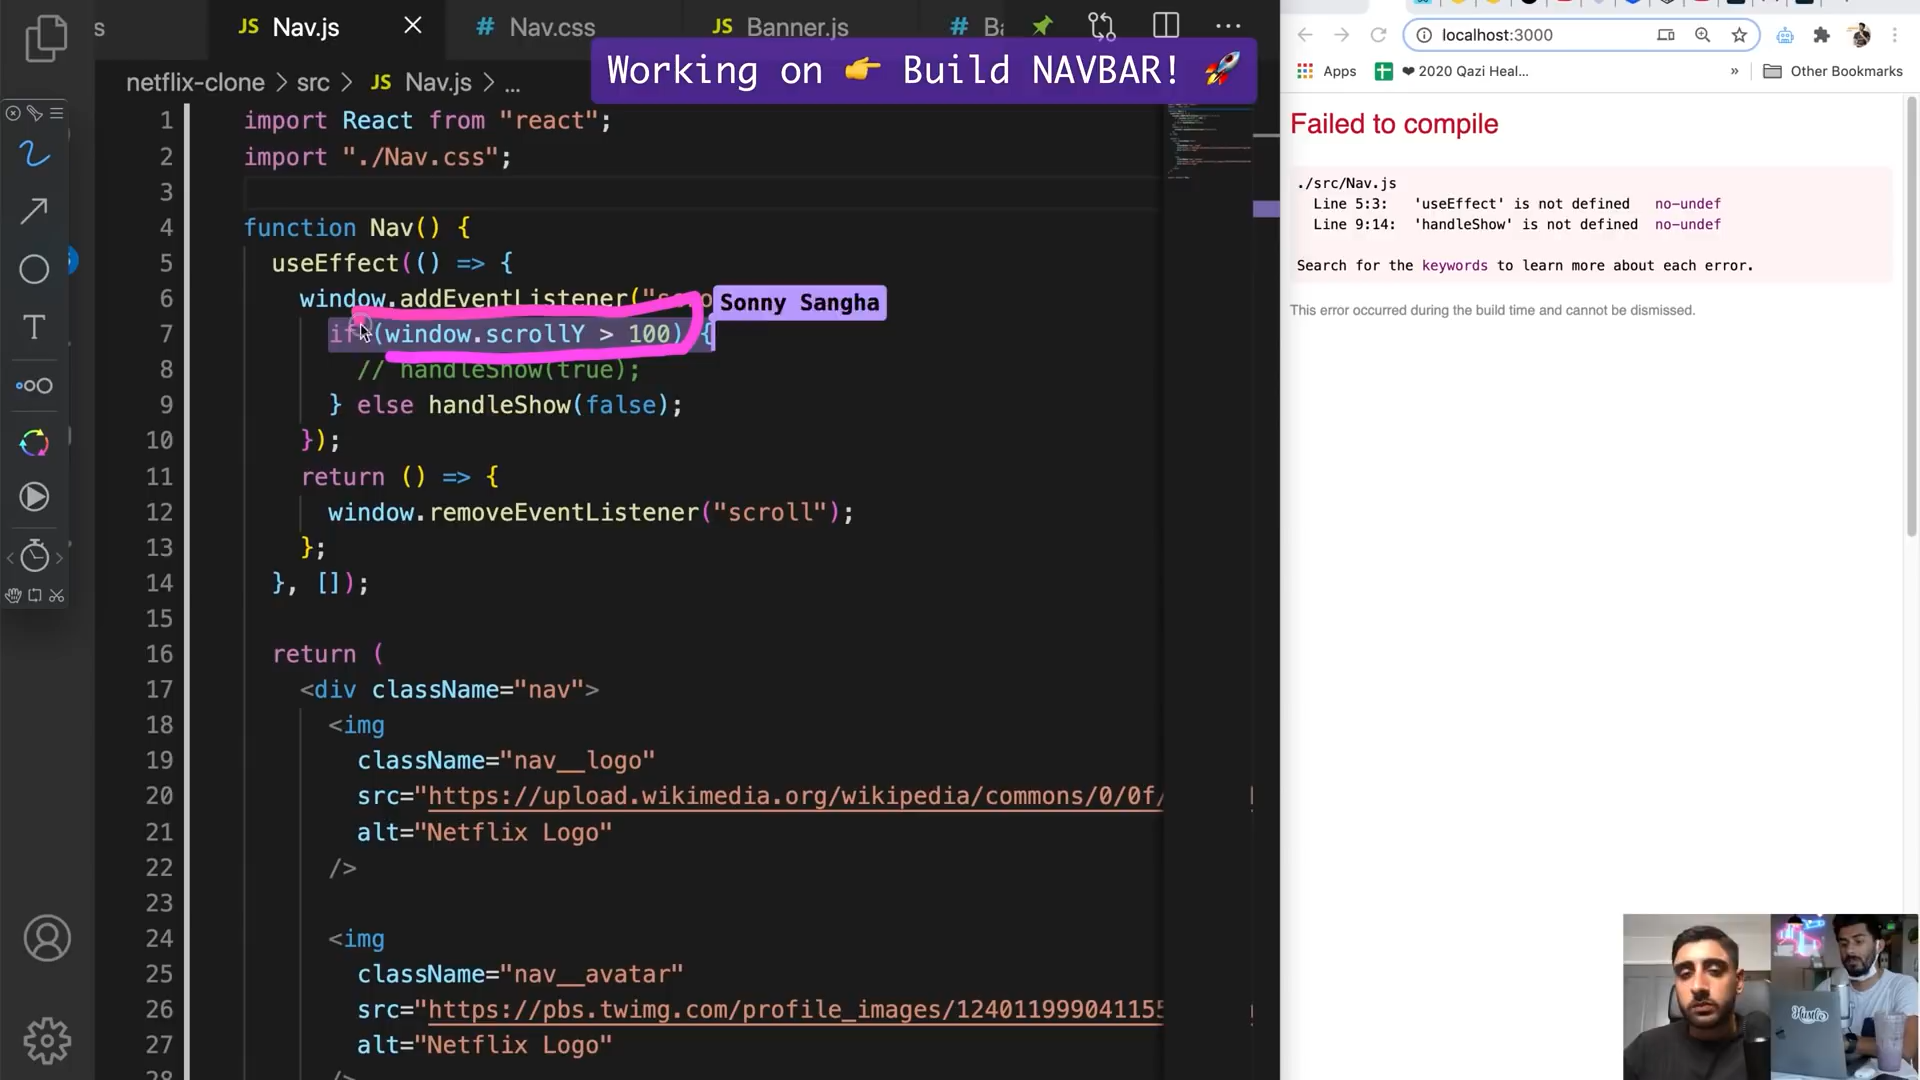 s
JS Nav.js
# Nav.css
JS Banner.js
# Ba
Working on 👉 Build NAVBAR! 🚀
netflix-clone > src > JS Nav.js > ...
1 import React from "react";
2 import "./Nav.css";
3
4 function Nav() {
5 useEffect(() => {
6 window.addEventListener("scro
Sonny Sangha
7 if (window.scrollY > 100) {
8 // handleShow(true);
9 } else handleShow(false);
10 });
11 return () => {
12 window.removeEventListener("scroll");
13 };
14 }, []);
15
16 return (
17 <div className="nav">
18 <img
19 className="nav__logo"
20 src="https://upload.wikimedia.org/wikipedia/commons/0/0f/
21 alt="Netflix Logo"
22 />
23
24 <img
25 className="nav__avatar"
26 src="https://pbs.twimg.com/profile_images/124011999041155
27 alt="Netflix Logo"
28 />
localhost:3000
Apps
❤ 2020 Qazi Heal...
»
Other Bookmarks
Failed to compile
./src/Nav.js
Line 5:3: 'useEffect' is not defined no-undef
Line 9:14: 'handleShow' is not defined no-undef
Search for the keywords to learn more about each error.
This error occurred during the build time and cannot be dismissed.
Hustle